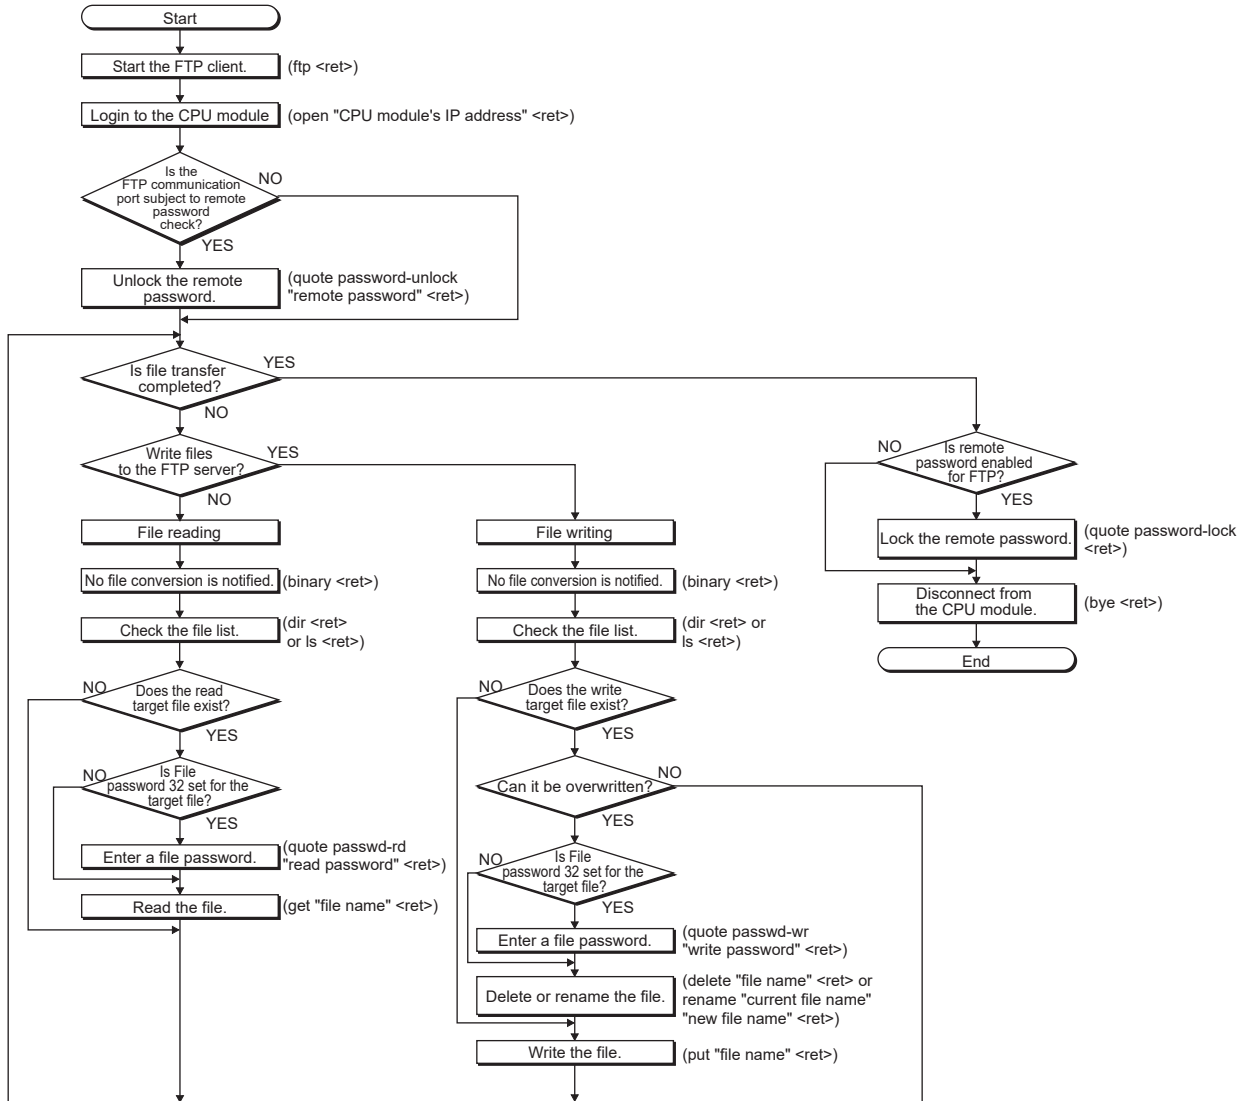 Start
Start the FTP client.
(ftp <ret>)
Login to the CPU module
(open "CPU module's IP address" <ret>)
Is the
FTP communication
port subject to remote
password
check?
NO
YES
Unlock the remote
password.
(quote password-unlock
"remote password" <ret>)
Is file transfer
completed?
YES
NO
Write files
to the FTP server?
YES
NO
File reading
No file conversion is notified.
(binary <ret>)
Check the file list.
(dir <ret>
or ls <ret>)
NO
Does the read
target file exist?
YES
NO
Is File
password 32 set for the
target file?
YES
Enter a file password.
(quote passwd-rd
"read password" <ret>)
Read the file.
(get "file name" <ret>)
File writing
No file conversion is notified.
(binary <ret>)
Check the file list.
(dir <ret> or
ls <ret>)
NO
Does the write
target file exist?
YES
Can it be overwritten?
NO
YES
NO
Is File
password 32 set for the
target file?
YES
Enter a file password.
(quote passwd-wr
"write password" <ret>)
Delete or rename the file.
(delete "file name" <ret> or
rename "current file name"
"new file name" <ret>)
Write the file.
(put "file name" <ret>)
NO
Is remote
password enabled
for FTP?
YES
Lock the remote password.
(quote password-lock
<ret>)
Disconnect from
the CPU module.
(bye <ret>)
End